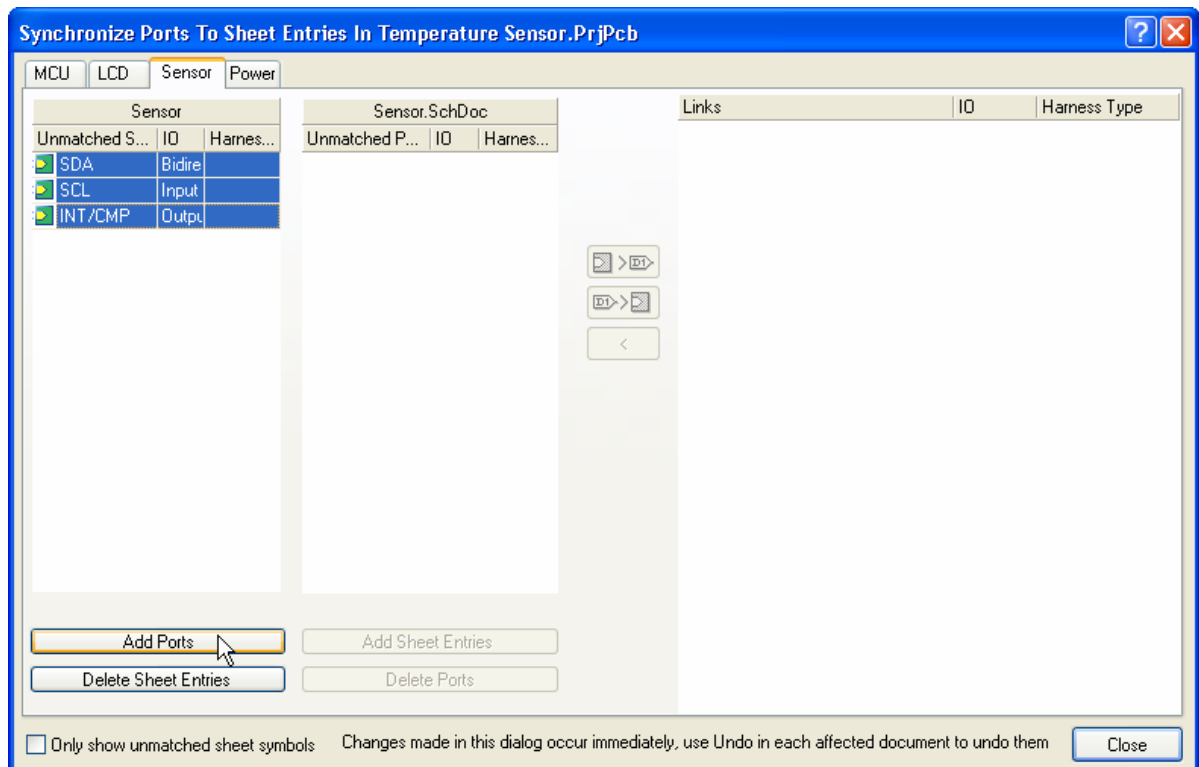 Synchronize Ports To Sheet Entries In Temperature Sensor.PrjPcb
MCU LCD Sensor Power
Sensor Sensor.SchDoc Links IO Harness Type
Unmatched S... IO Harnes... Unmatched P... IO Harnes...
SDA Bidire
SCL Input
INT/CMP Outpu
D1
D1
Add Ports Add Sheet Entries
Delete Sheet Entries Delete Ports
Only show unmatched sheet symbols Changes made in this dialog occur immediately, use Undo in each affected document to undo them Close